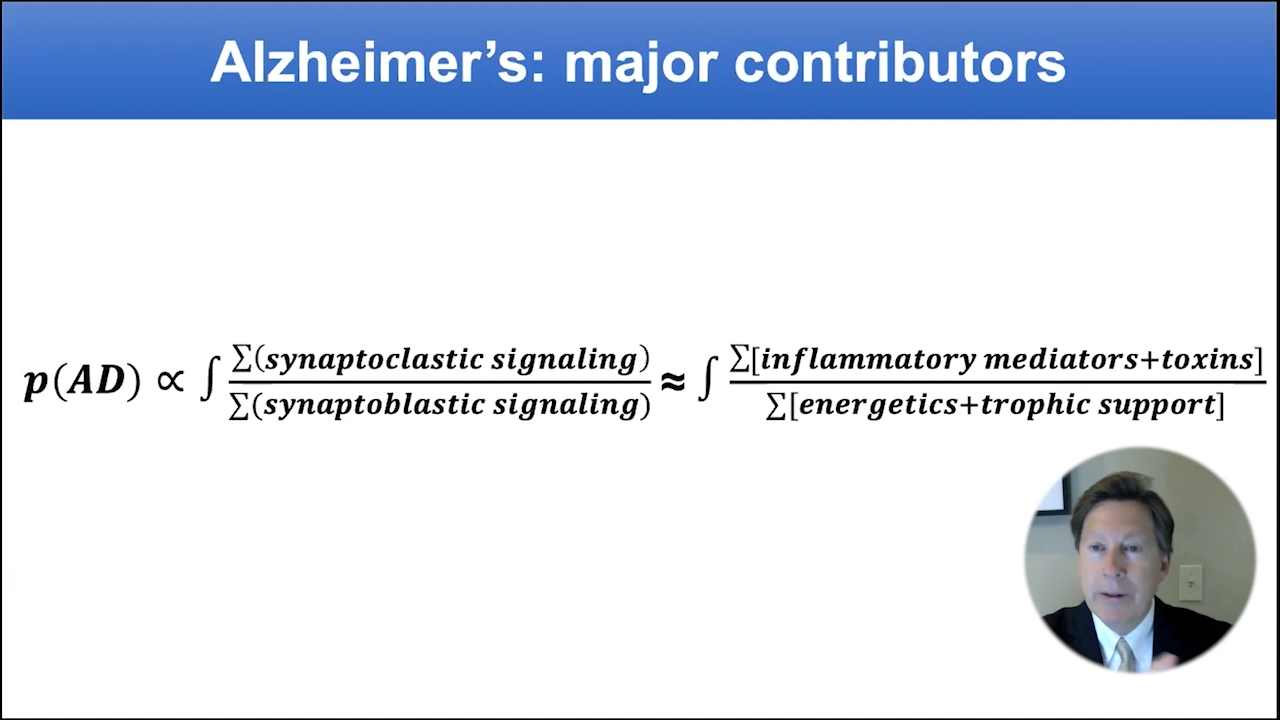 Alzheimer’s: major contributors
p(AD) ∝ ∫ ∑(synaptoclastic signaling) / ∑(synaptoblastic signaling) ≈ ∫ ∑[inflammatory mediators+toxins] / ∑[energetics+trophic support]